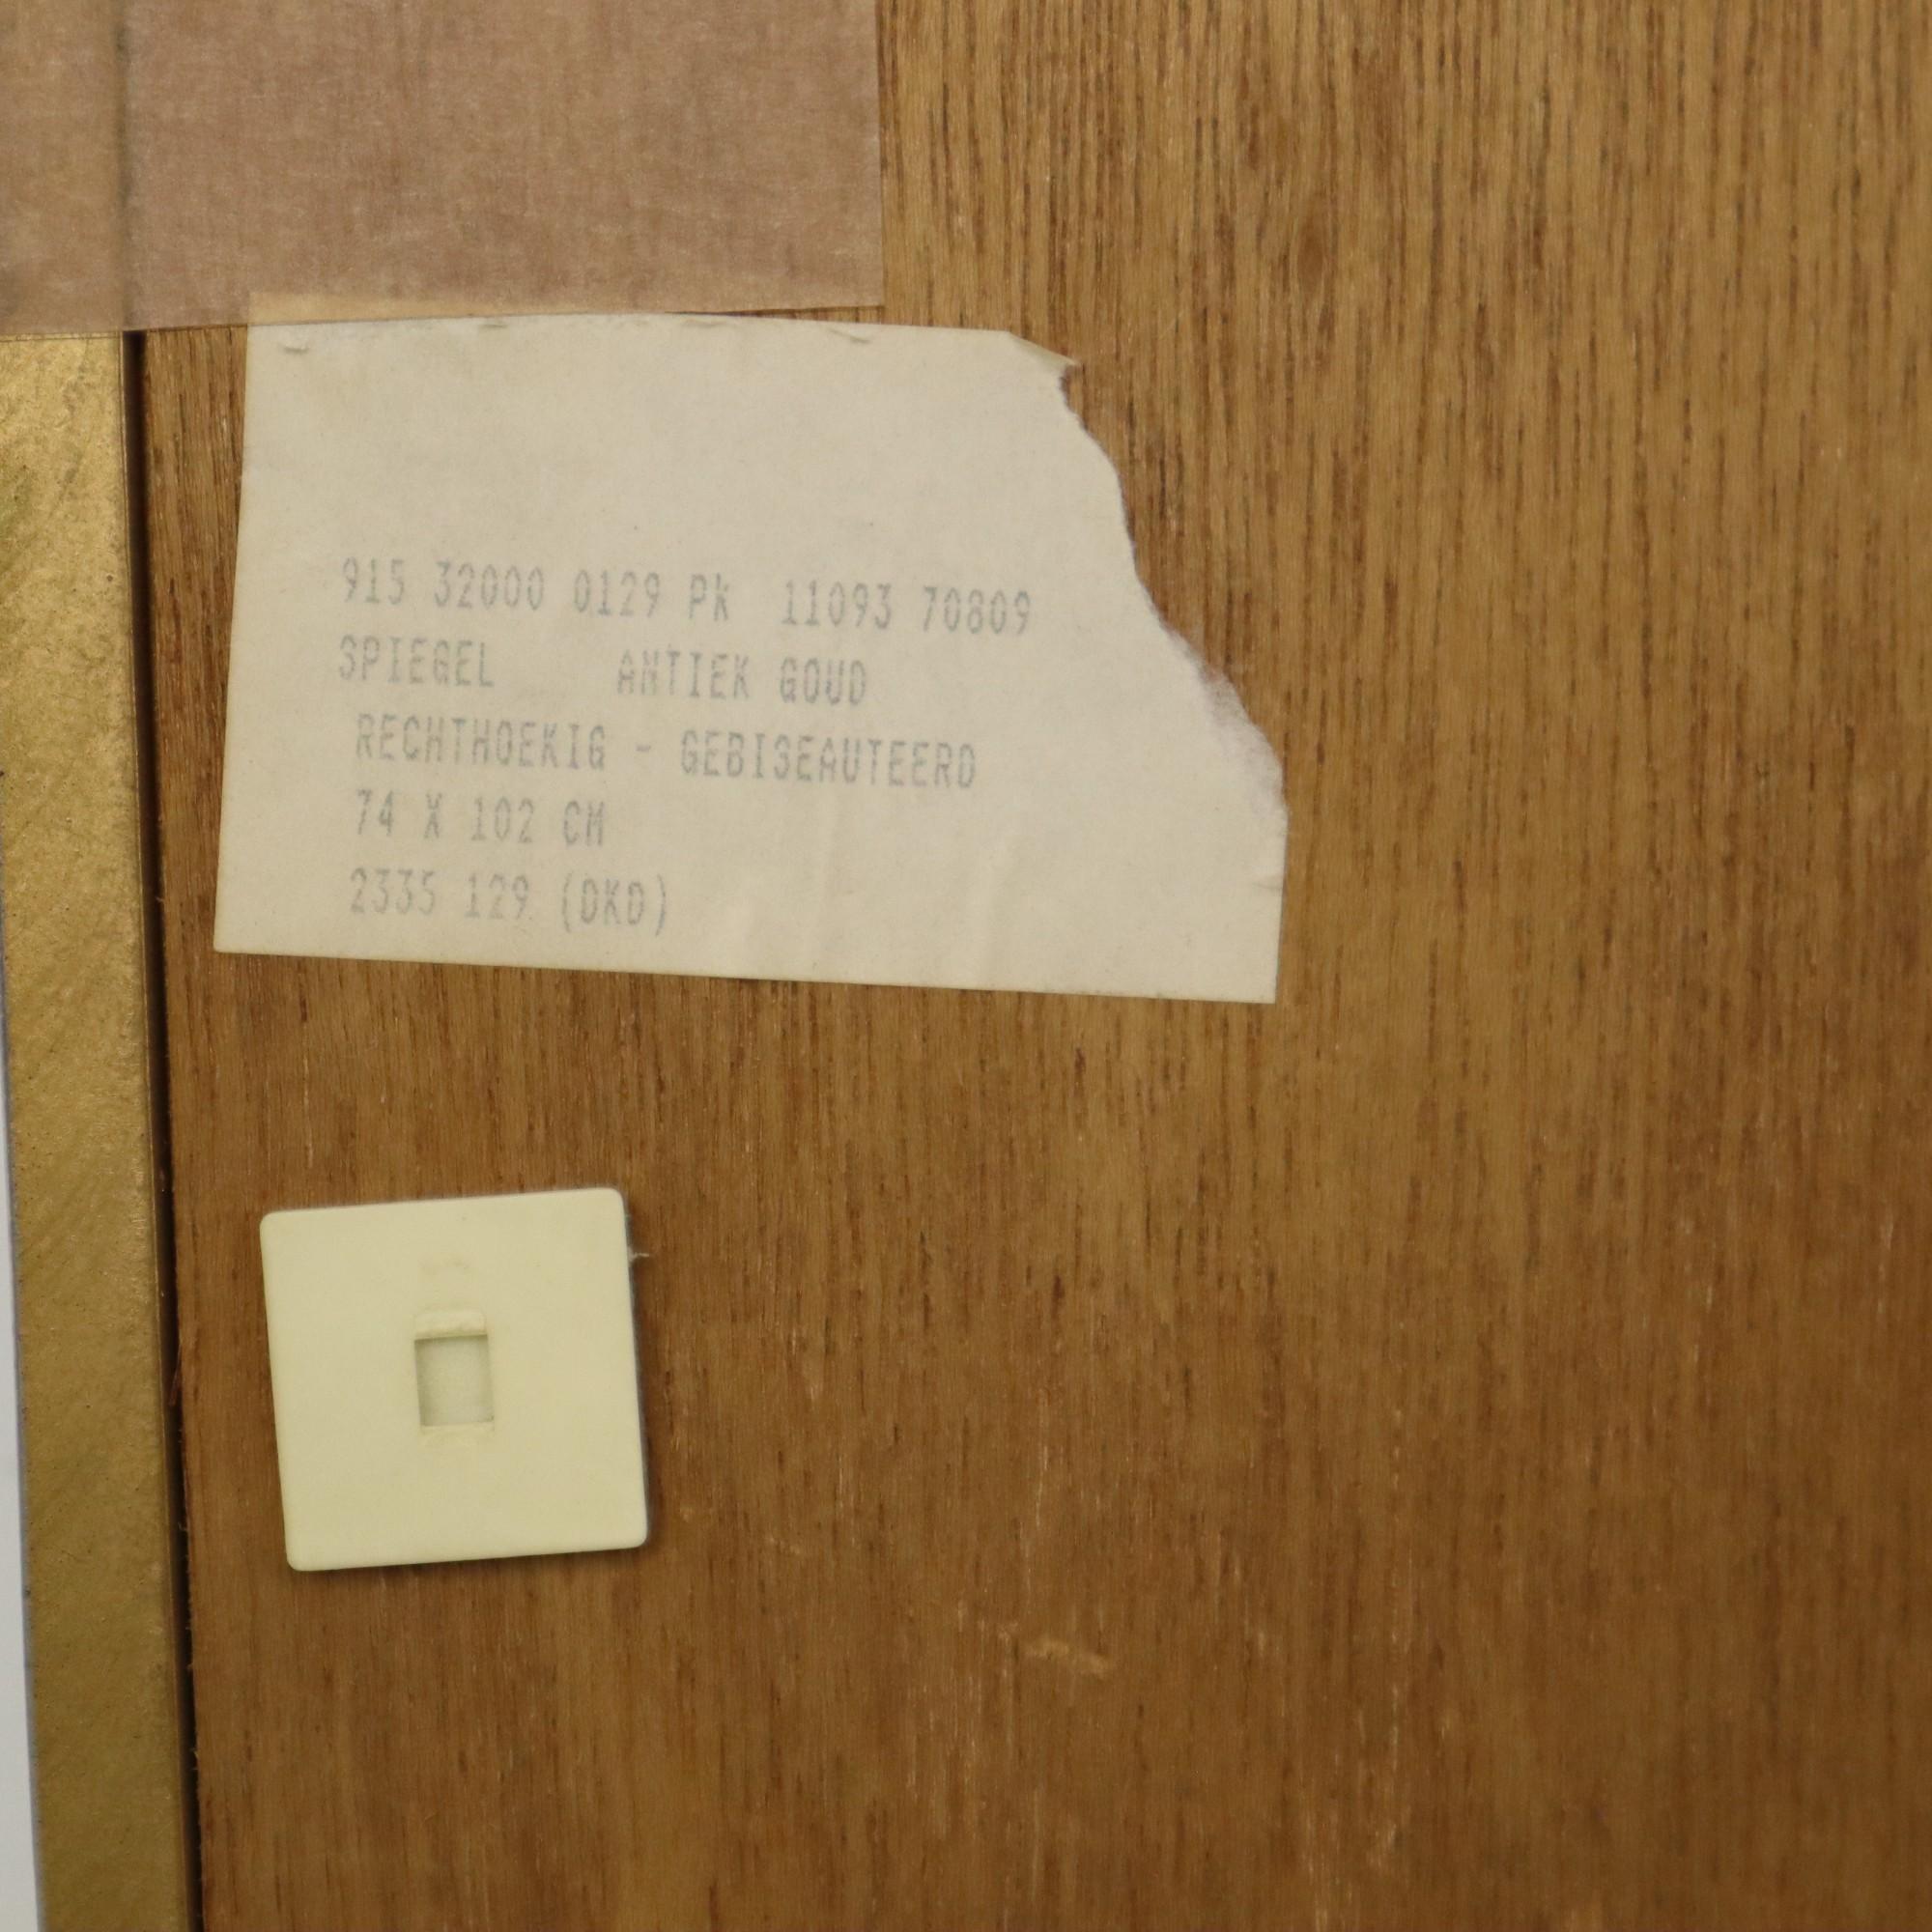 915 32000 0129 PK 11093 70809
SPIEGEL ANTIEK GOUD
RECHTHOEKIG - GEBISEAUTEERD
74 X 102 CM
2335 129 (DKD)